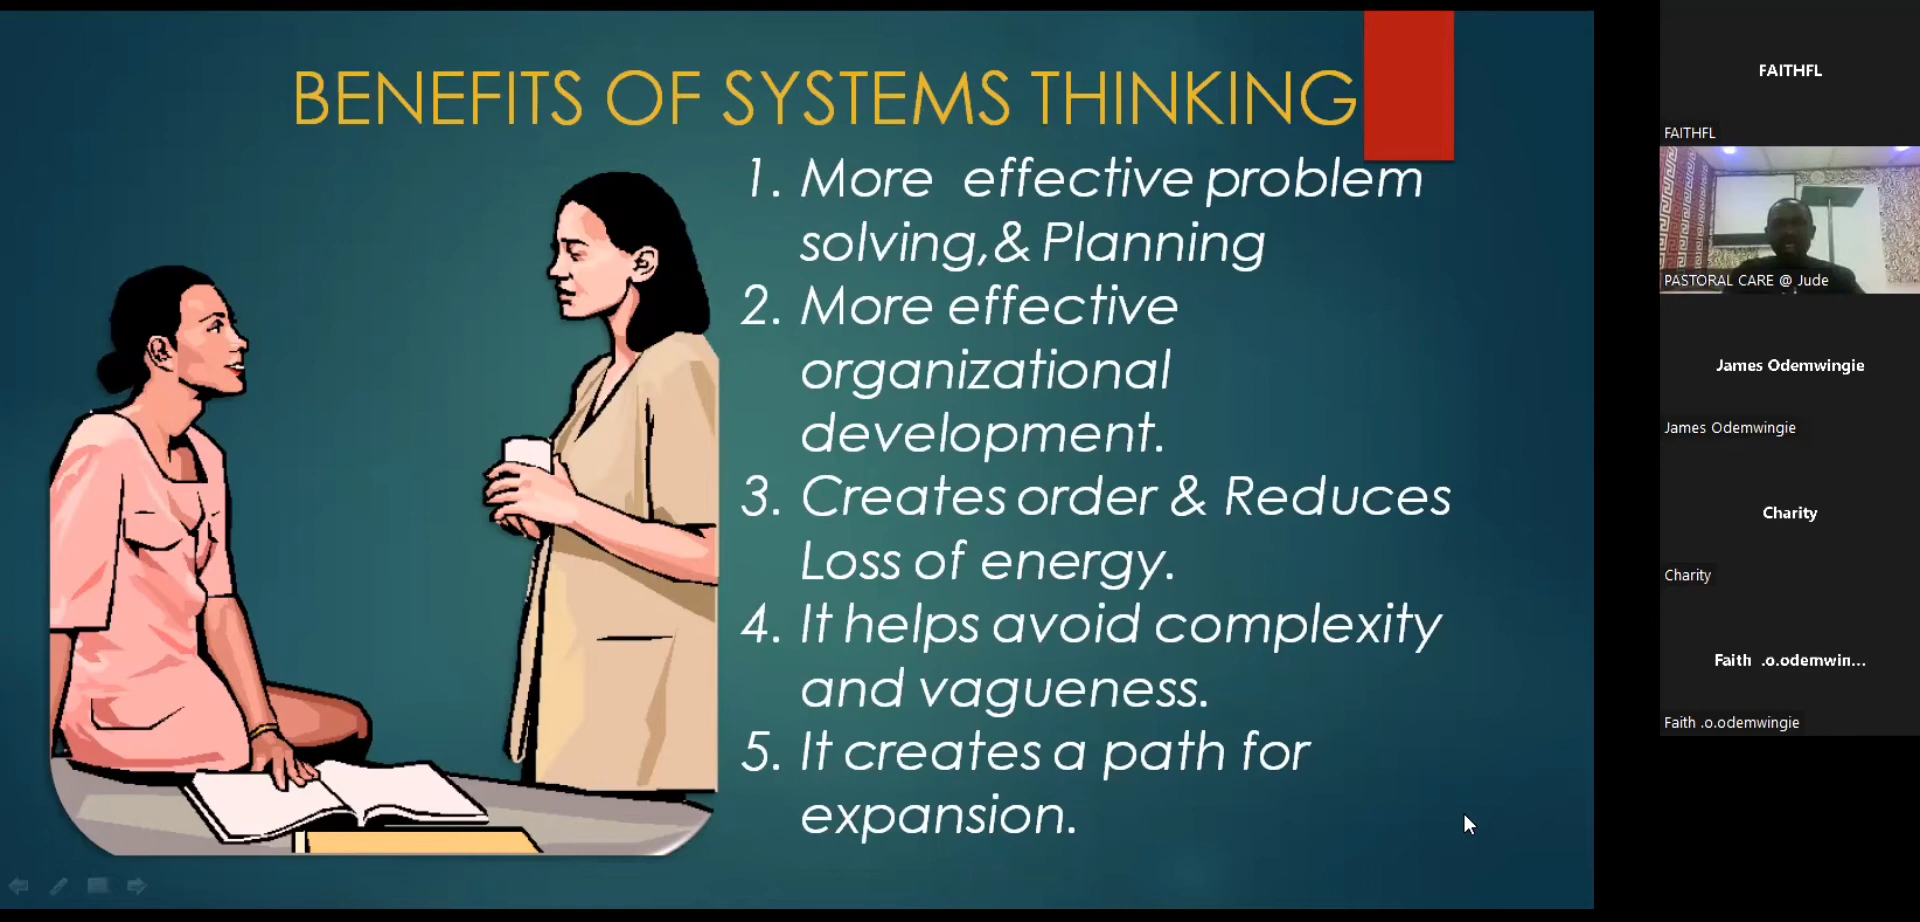 BENEFITS OF SYSTEMS THINKING
1. More effective problem
solving,& Planning
2. More effective
organizational
development.
3. Creates order & Reduces
Loss of energy.
4. It helps avoid complexity
and vagueness.
5. It creates a path for
expansion.
FAITHFL
FAITHFL
PASTORAL CARE @ Jude
James Odemwingie
James Odemwingie
Charity
Charity
Faith .o.odemwin...
Faith .o.odemwingie